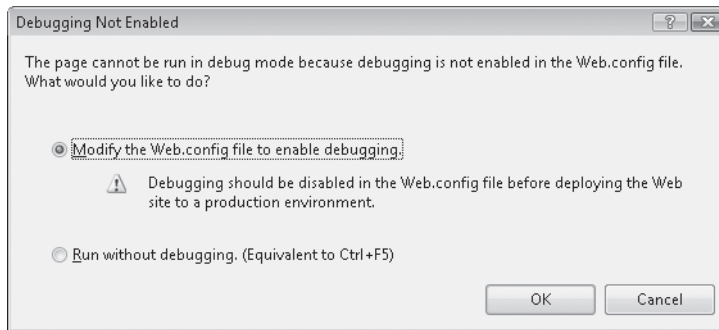 Debugging Not Enabled
The page cannot be run in debug mode because debugging is not enabled in the Web.config file.
What would you like to do?
Modify the Web.config file to enable debugging.
Debugging should be disabled in the Web.config file before deploying the Web
site to a production environment.
Run without debugging. (Equivalent to Ctrl+F5)
OK
Cancel